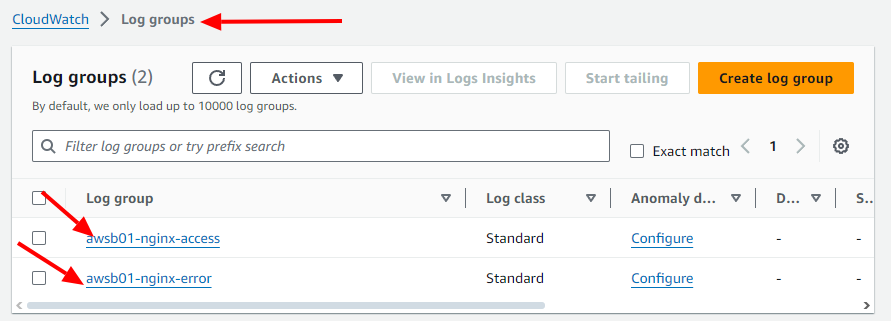 CloudWatch > Log groups
Log groups (2) Actions View in Logs Insights Start tailing Create log group
By default, we only load up to 10000 log groups.
Filter log groups or try prefix search Exact match 1
Log group Log class Anomaly d... D... S...
awsb01-nginx-access Standard Configure - -
awsb01-nginx-error Standard Configure - -